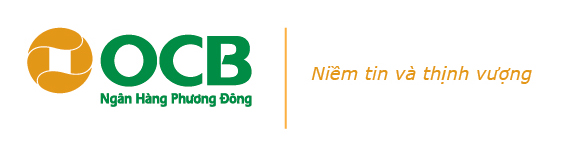 OCB
Ngân Hàng Phương Đông
Niềm tin và thịnh vượng